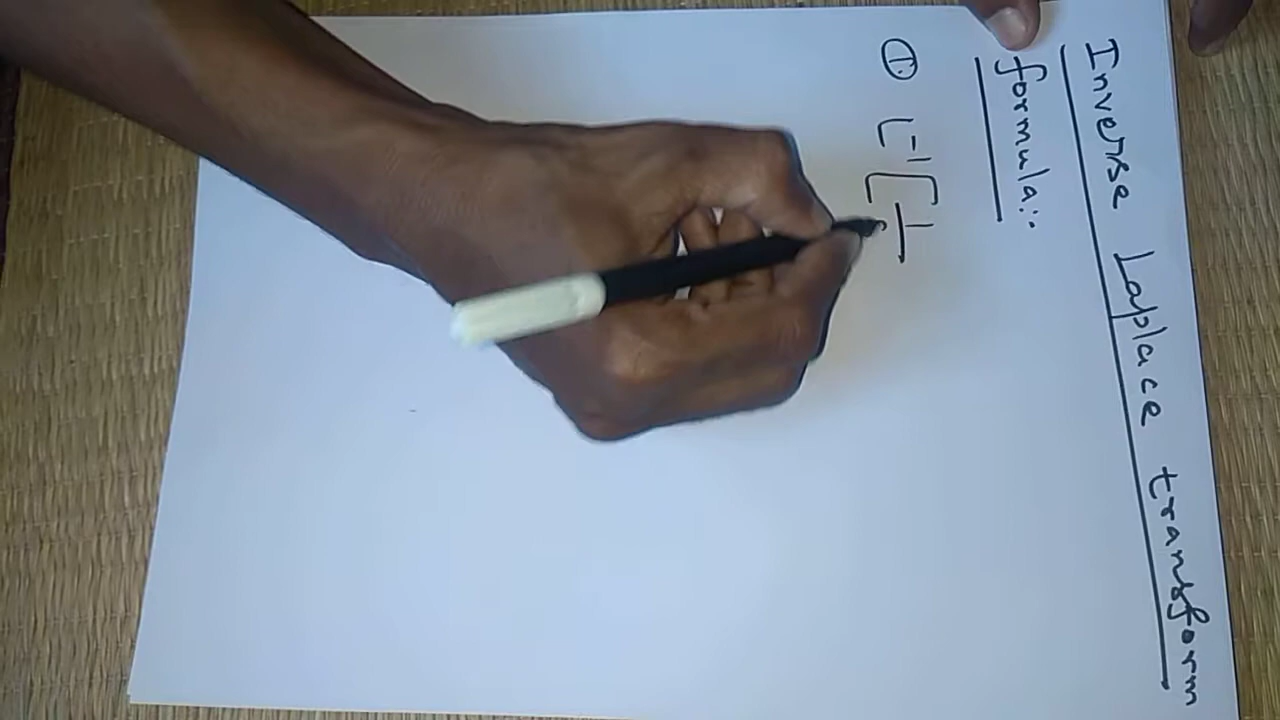 Inverse Laplace transform
formula:-
① L⁻¹[1